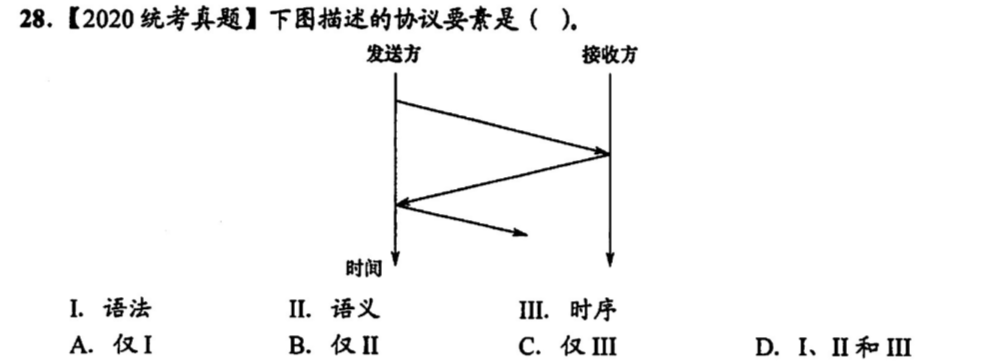 28.【2020 统考真题】下图描述的协议要素是（ ）。
发送方 接收方
时间
I. 语法 II. 语义 III. 时序
A. 仅 I B. 仅 II C. 仅 III D. I、II 和 III